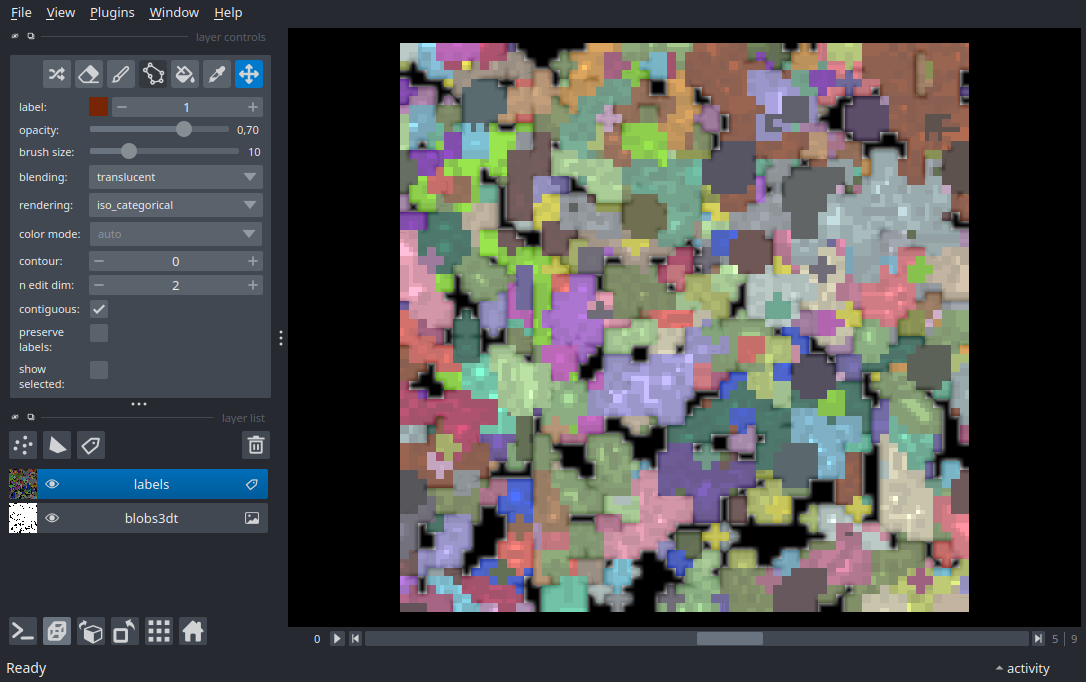 File View Plugins Window Help
layer controls
label: 1
opacity: 0,70
brush size: 10
blending: translucent
rendering: iso_categorical
color mode: auto
contour: 0
n edit dim: 2
contiguous:
preserve
labels:
show
selected:
layer list
labels
blobs3dt
0 5 9
Ready activity